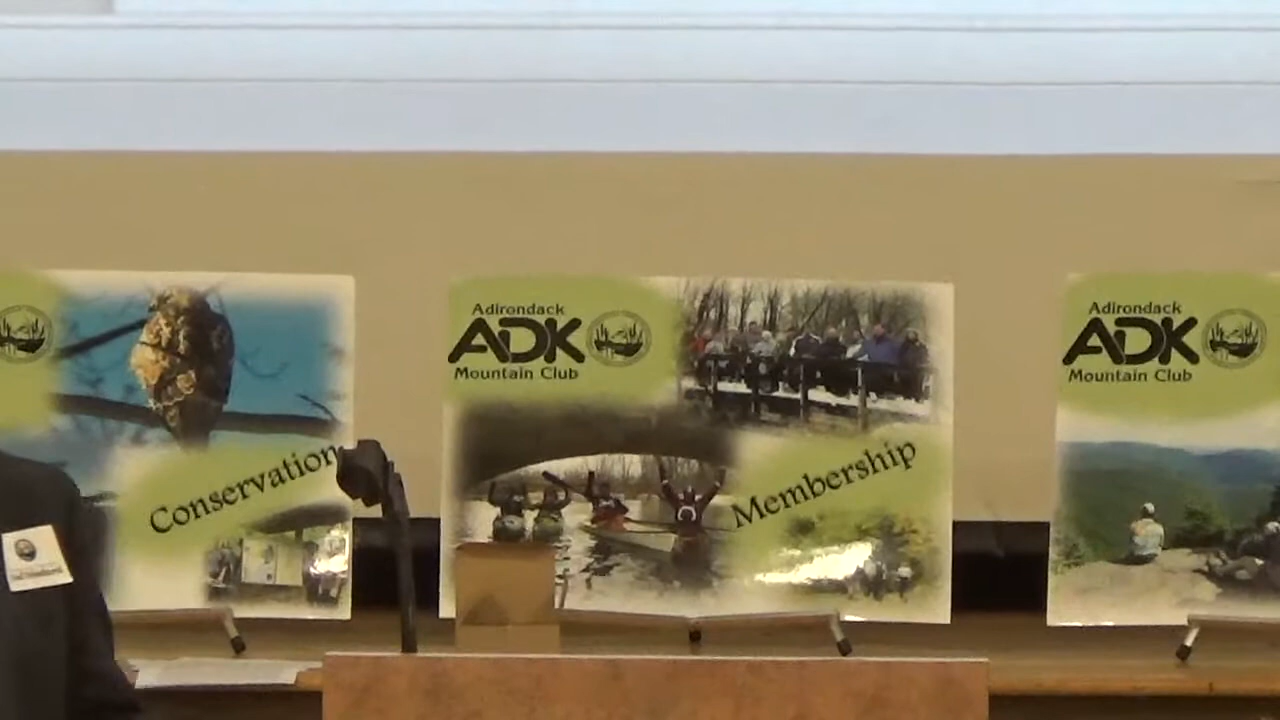 Conservation
Adirondack
ADK
Mountain Club
Membership
Adirondack
ADK
Mountain Club